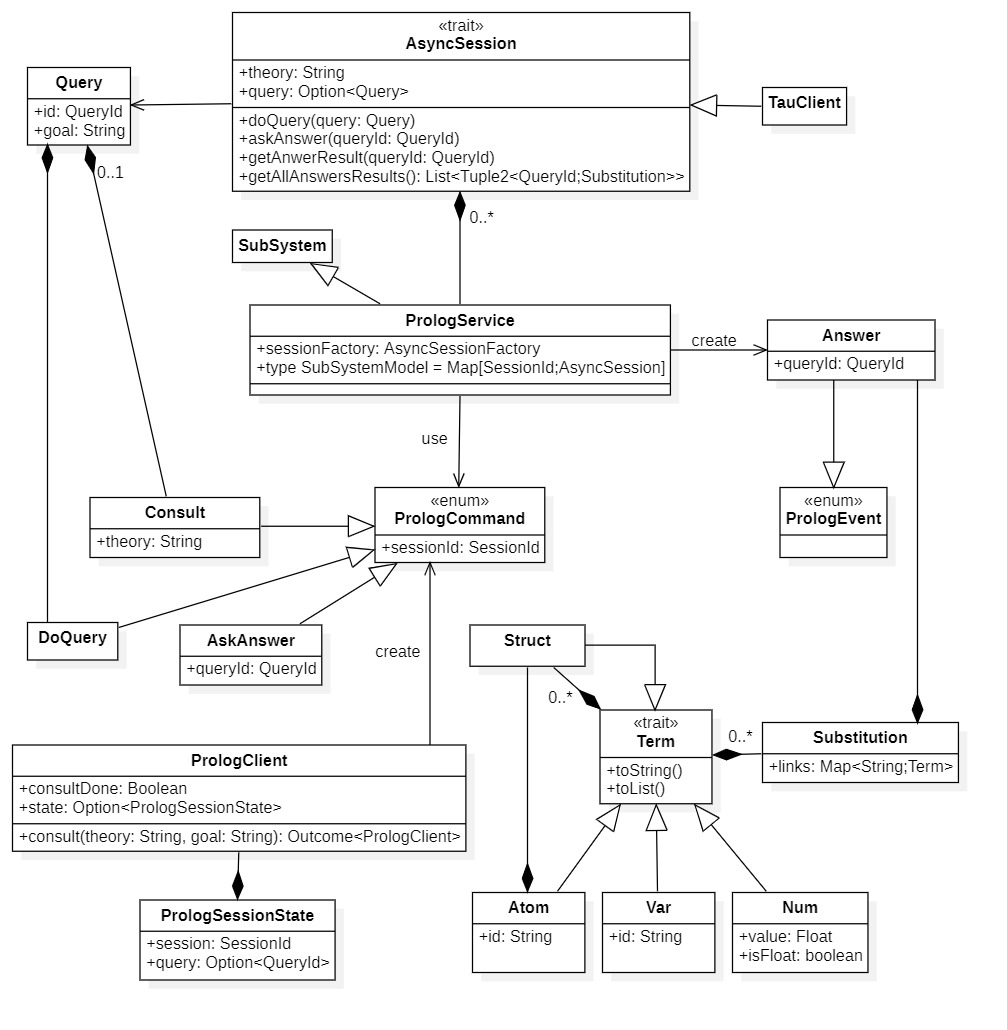 «trait»
AsyncSession
+theory: String
+query: Option<Query>
+doQuery(query: Query)
+askAnswer(queryId: QueryId)
+getAnwerResult(queryId: QueryId)
+getAllAnswersResults(): List<Tuple2<QueryId;Substitution>>
Query
+id: QueryId
+goal: String
0..1
TauClient
0..*
SubSystem
PrologService
+sessionFactory: AsyncSessionFactory
+type SubSystemModel = Map[SessionId;AsyncSession]
create
Answer
+queryId: QueryId
use
«enum»
PrologCommand
+sessionId: SessionId
Consult
+theory: String
«enum»
PrologEvent
DoQuery
AskAnswer
+queryId: QueryId
create
Struct
0..*
«trait»
Term
+toString()
+toList()
0..*
Substitution
+links: Map<String;Term>
PrologClient
+consultDone: Boolean
+state: Option<PrologSessionState>
+consult(theory: String, goal: String): Outcome<PrologClient>
PrologSessionState
+session: SessionId
+query: Option<QueryId>
Atom
+id: String
Var
+id: String
Num
+value: Float
+isFloat: boolean